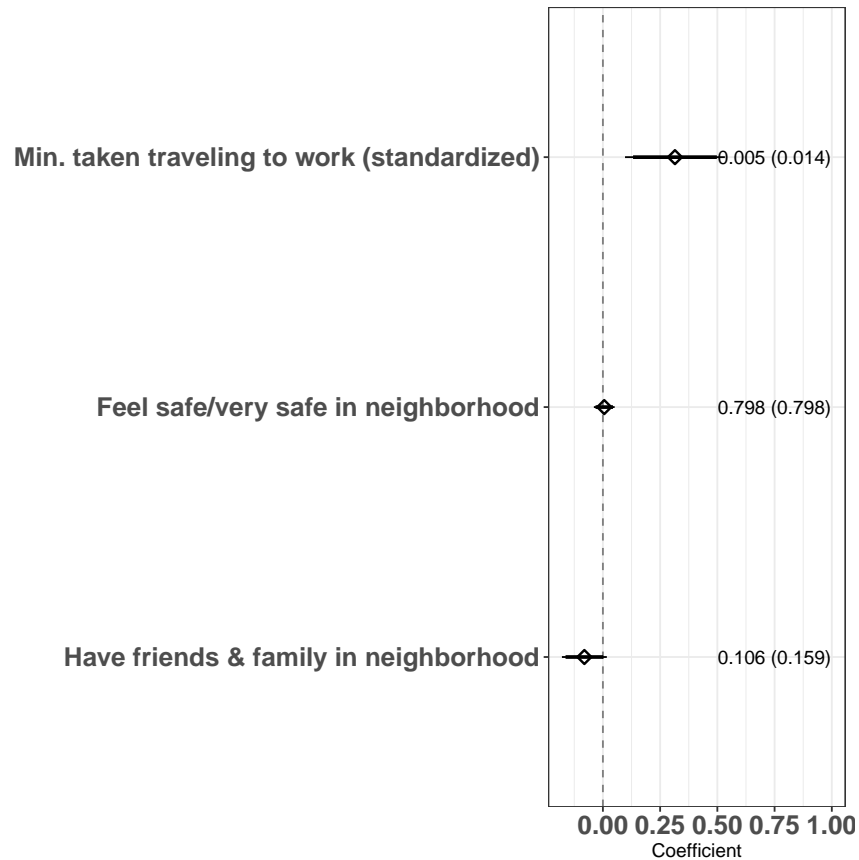 Min. taken traveling to work (standardized)
0.005 (0.014)
Feel safe/very safe in neighborhood
0.798 (0.798)
Have friends & family in neighborhood
0.106 (0.159)
0.00 0.25 0.50 0.75 1.00
Coefficient